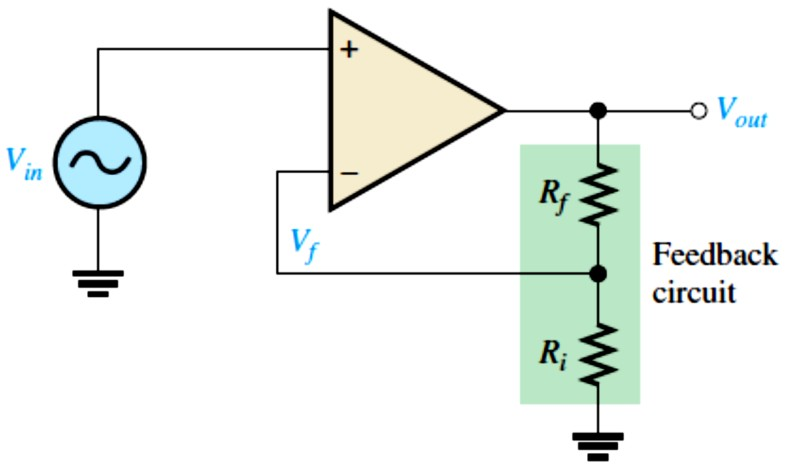 +
V_out
V_in
−
R_f
V_f
Feedback
circuit
R_i